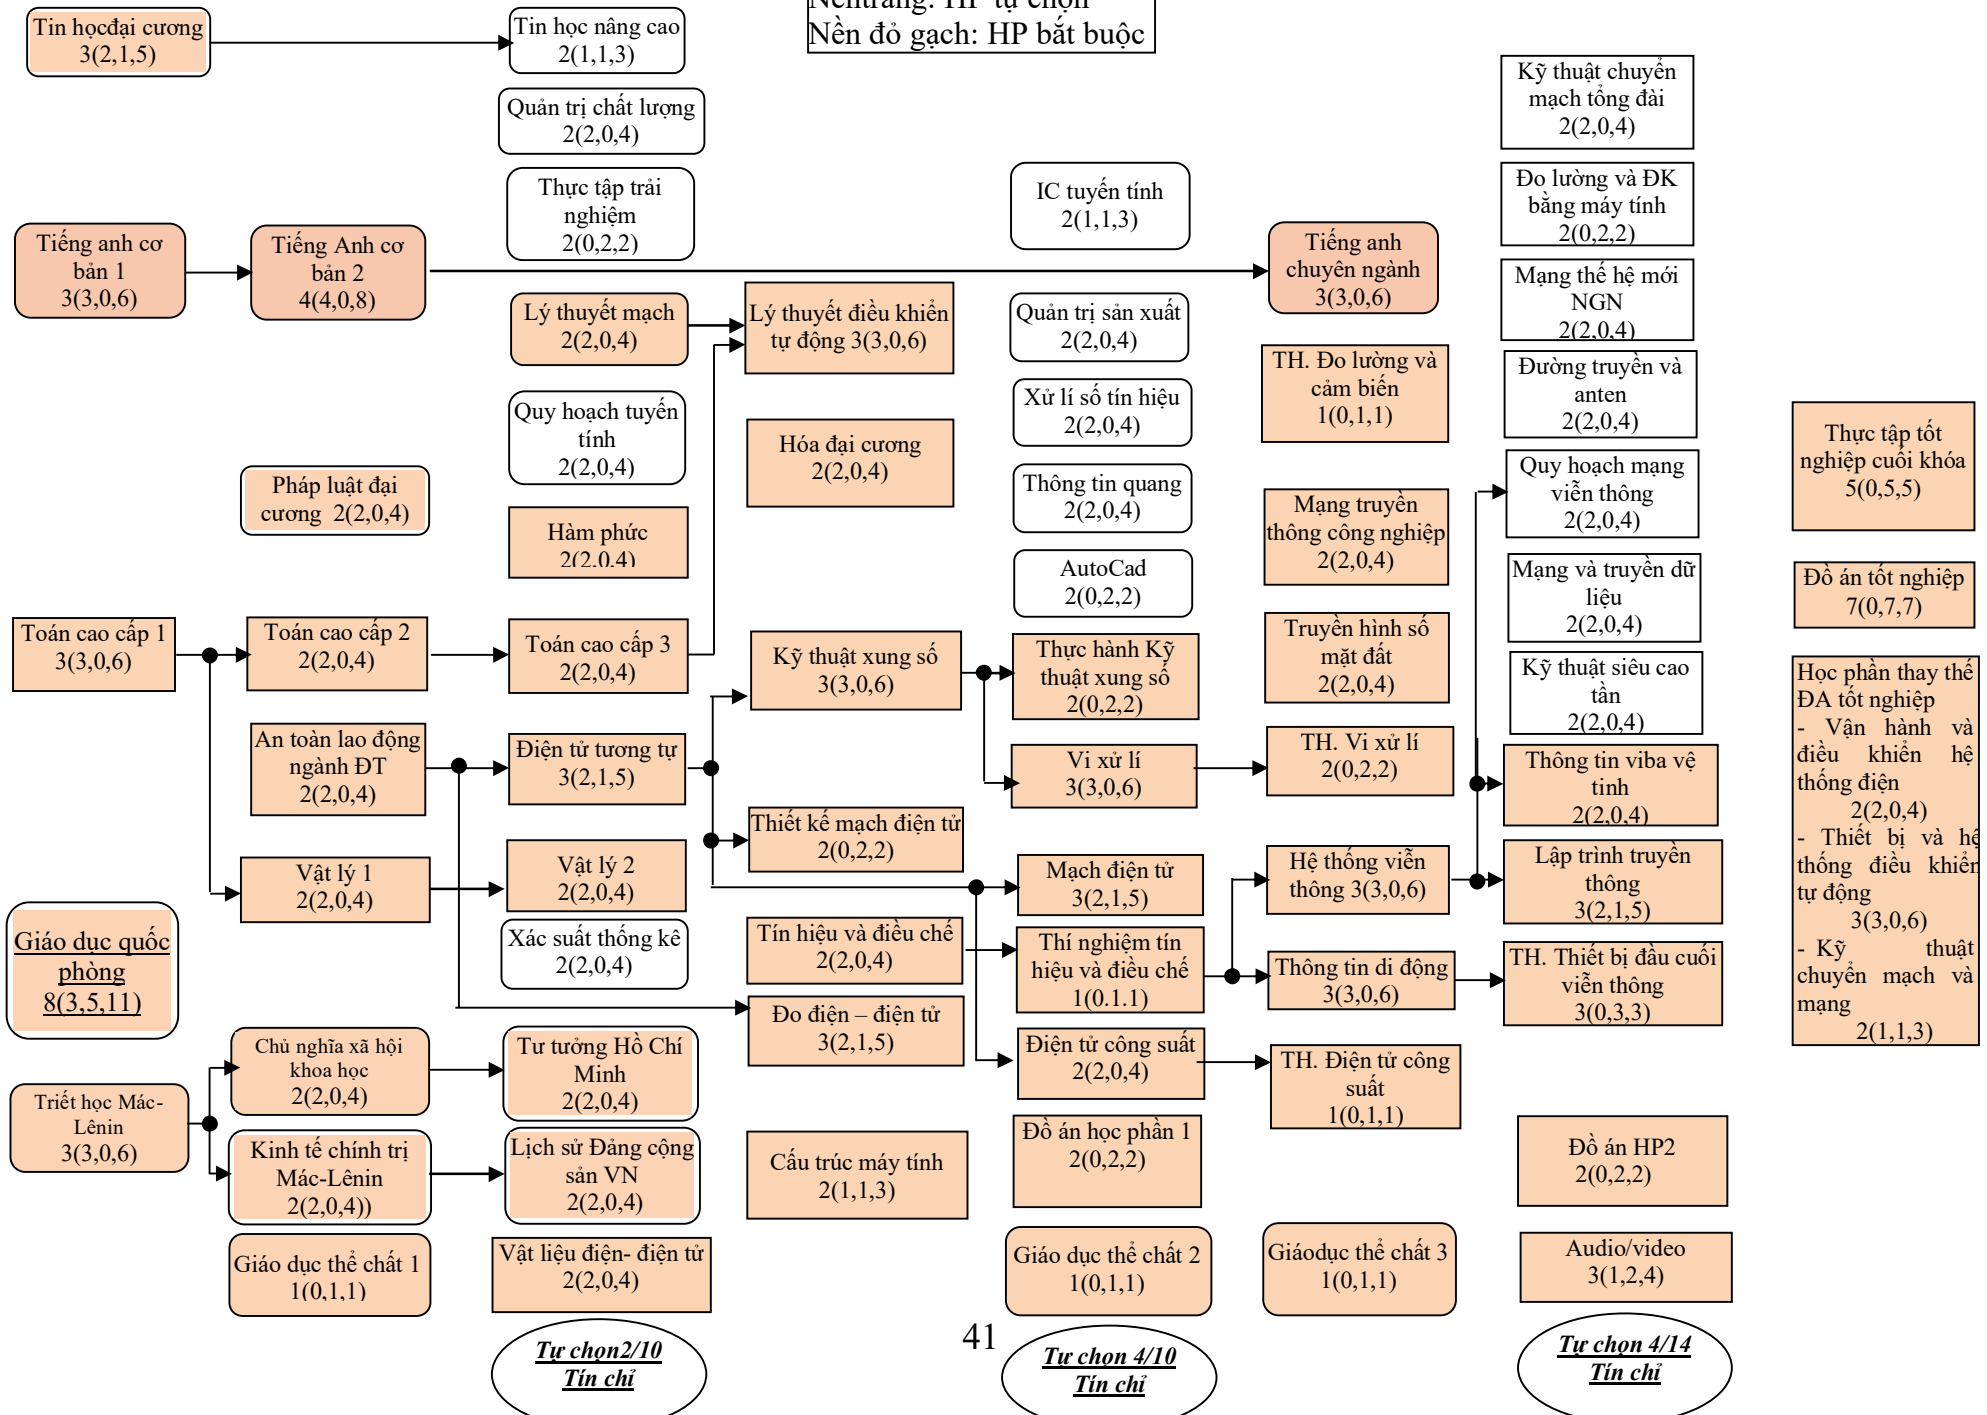 Nềntrắng: HP tự chọn
Nền đỏ gạch: HP bắt buộc
Tin họcđại cương
3(2,1,5)
Tiếng anh cơ
bản 1
3(3,0,6)
Toán cao cấp 1
3(3,0,6)
Giáo dục quốc
phòng
8(3,5,11)
Triết học Mác-
Lênin
3(3,0,6)
Tiếng Anh cơ
bản 2
4(4,0,8)
Pháp luật đại
cương 2(2,0,4)
Toán cao cấp 2
2(2,0,4)
An toàn lao động
ngành ĐT
2(2,0,4)
Vật lý 1
2(2,0,4)
Chủ nghĩa xã hội
khoa học
2(2,0,4)
Kinh tế chính trị
Mác-Lênin
2(2,0,4))
Giáo dục thể chất 1
1(0,1,1)
Tin học nâng cao
2(1,1,3)
Quản trị chất lượng
2(2,0,4)
Thực tập trải
nghiệm
2(0,2,2)
Lý thuyết mạch
2(2,0,4)
Quy hoạch tuyến
tính
2(2,0,4)
Hàm phức
2(2,0,4)
Toán cao cấp 3
2(2,0,4)
Điện tử tương tự
3(2,1,5)
Vật lý 2
2(2,0,4)
Xác suất thống kê
2(2,0,4)
Tư tưởng Hồ Chí
Minh
2(2,0,4)
Lịch sử Đảng cộng
sản VN
2(2,0,4)
Vật liệu điện- điện tử
2(2,0,4)
Tự chọn2/10
Tín chỉ
Lý thuyết điều khiển
tự động 3(3,0,6)
Hóa đại cương
2(2,0,4)
Kỹ thuật xung số
3(3,0,6)
Thiết kế mạch điện tử
2(0,2,2)
Tín hiệu và điều chế
2(2,0,4)
Đo điện – điện tử
3(2,1,5)
Cấu trúc máy tính
2(1,1,3)
41
IC tuyến tính
2(1,1,3)
Quản trị sản xuất
2(2,0,4)
Xử lí số tín hiệu
2(2,0,4)
Thông tin quang
2(2,0,4)
AutoCad
2(0,2,2)
Thực hành Kỹ
thuật xung số
2(0,2,2)
Vi xử lí
3(3,0,6)
Mạch điện tử
3(2,1,5)
Thí nghiệm tín
hiệu và điều chế
1(0.1.1)
Điện tử công suất
2(2,0,4)
Đồ án học phần 1
2(0,2,2)
Giáo dục thể chất 2
1(0,1,1)
Tự chọn 4/10
Tín chỉ
Tiếng anh
chuyên ngành
3(3,0,6)
TH. Đo lường và
cảm biến
1(0,1,1)
Mạng truyền
thông công nghiệp
2(2,0,4)
Truyền hình số
mặt đất
2(2,0,4)
TH. Vi xử lí
2(0,2,2)
Hệ thống viễn
thông 3(3,0,6)
Thông tin di động
3(3,0,6)
TH. Điện tử công
suất
1(0,1,1)
Giáodục thể chất 3
1(0,1,1)
Kỹ thuật chuyển
mạch tổng đài
2(2,0,4)
Đo lường và ĐK
bằng máy tính
2(0,2,2)
Mạng thế hệ mới
NGN
2(2,0,4)
Đường truyền và
anten
2(2,0,4)
Quy hoạch mạng
viễn thông
2(2,0,4)
Mạng và truyền dữ
liệu
2(2,0,4)
Kỹ thuật siêu cao
tần
2(2,0,4)
Thông tin viba vệ
tinh
2(2,0,4)
Lập trình truyền
thông
3(2,1,5)
TH. Thiết bị đầu cuối
viễn thông
3(0,3,3)
Đồ án HP2
2(0,2,2)
Audio/video
3(1,2,4)
Tự chọn 4/14
Tín chỉ
Thực tập tốt
nghiệp cuối khóa
5(0,5,5)
Đồ án tốt nghiệp
7(0,7,7)
Học phần thay thế
ĐA tốt nghiệp
- Vận hành và
điều khiển hệ
thống điện
2(2,0,4)
- Thiết bị và hệ
thống điều khiển
tự động
3(3,0,6)
- Kỹ thuật
chuyển mạch và
mạng
2(1,1,3)